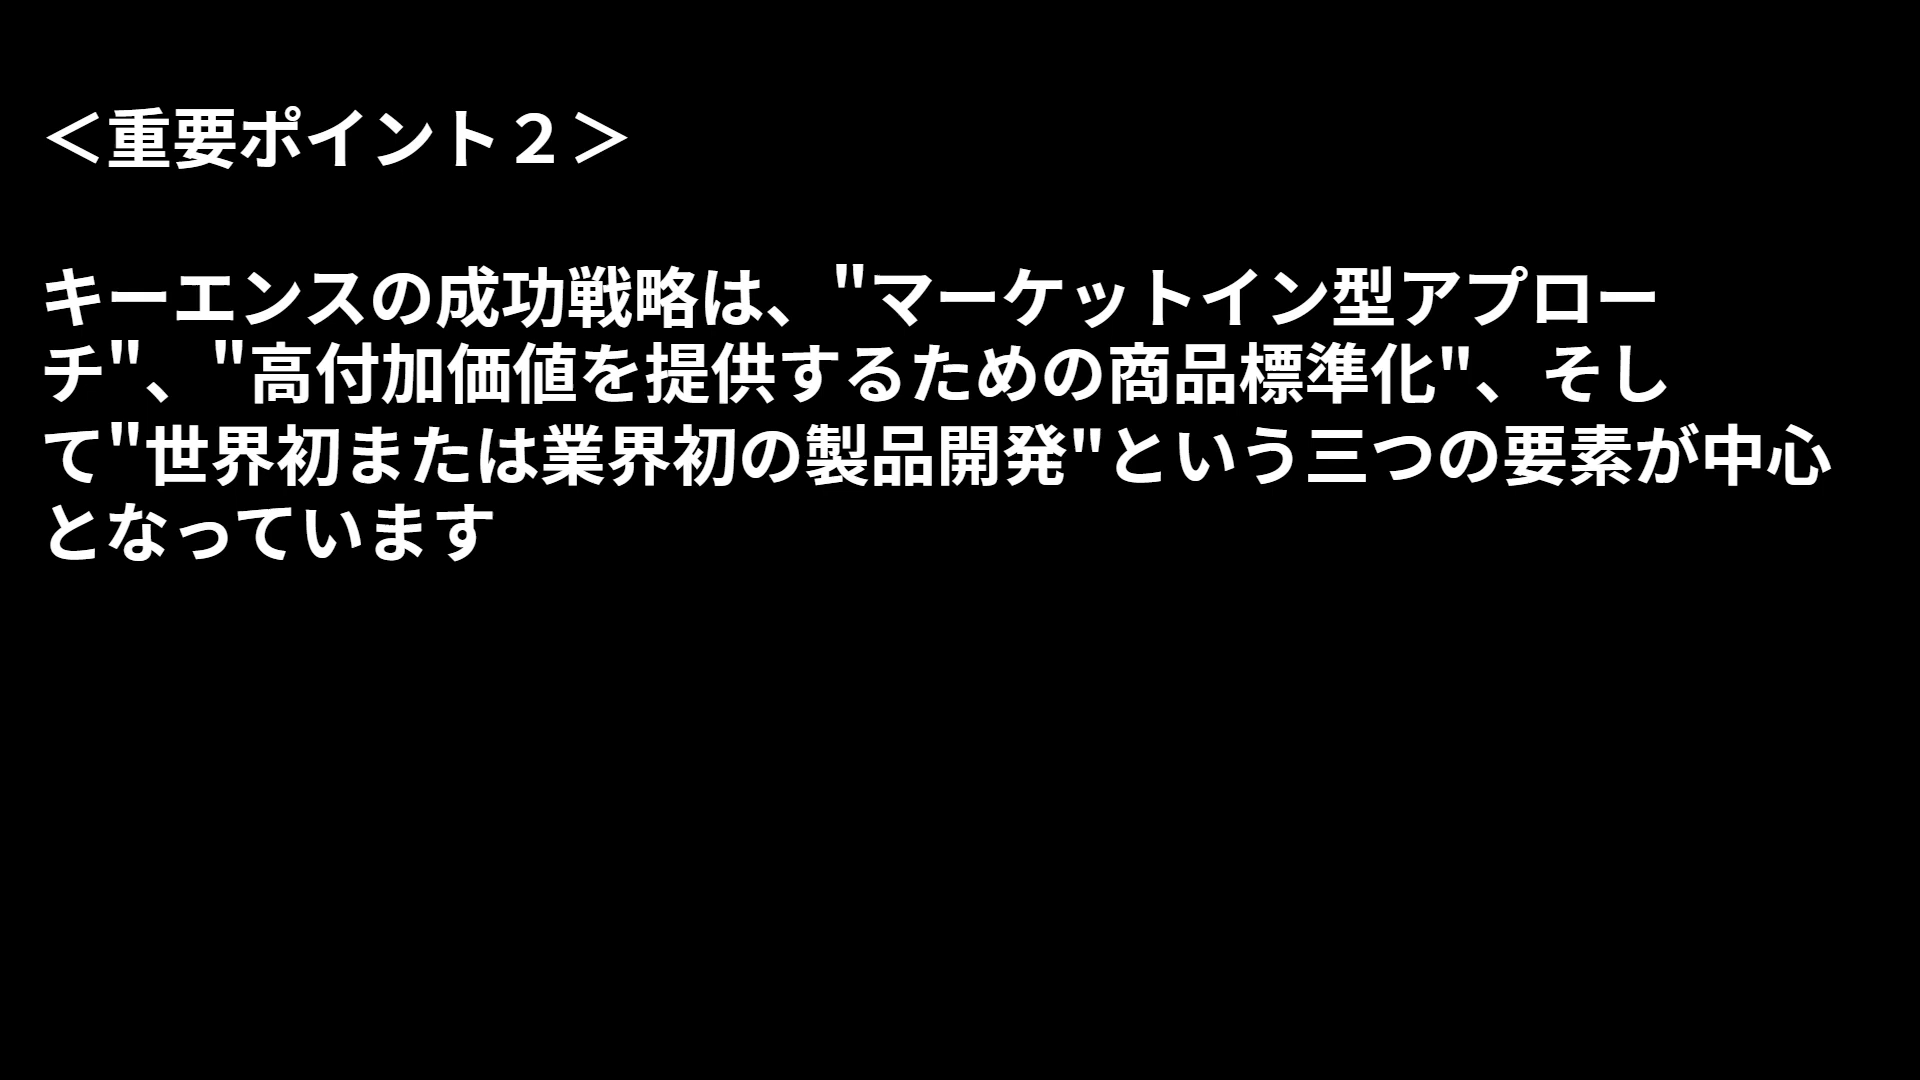 ＜重要ポイント２＞
キーエンスの成功戦略は、"マーケットイン型アプロー
チ"、"高付加価値を提供するための商品標準化"、そし
て"世界初または業界初の製品開発"という三つの要素が中心
となっています